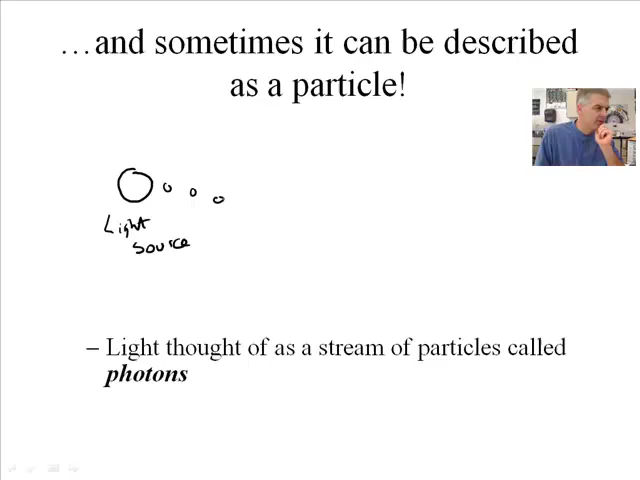 …and sometimes it can be described
as a particle!
Light
source
– Light thought of as a stream of particles called
photons